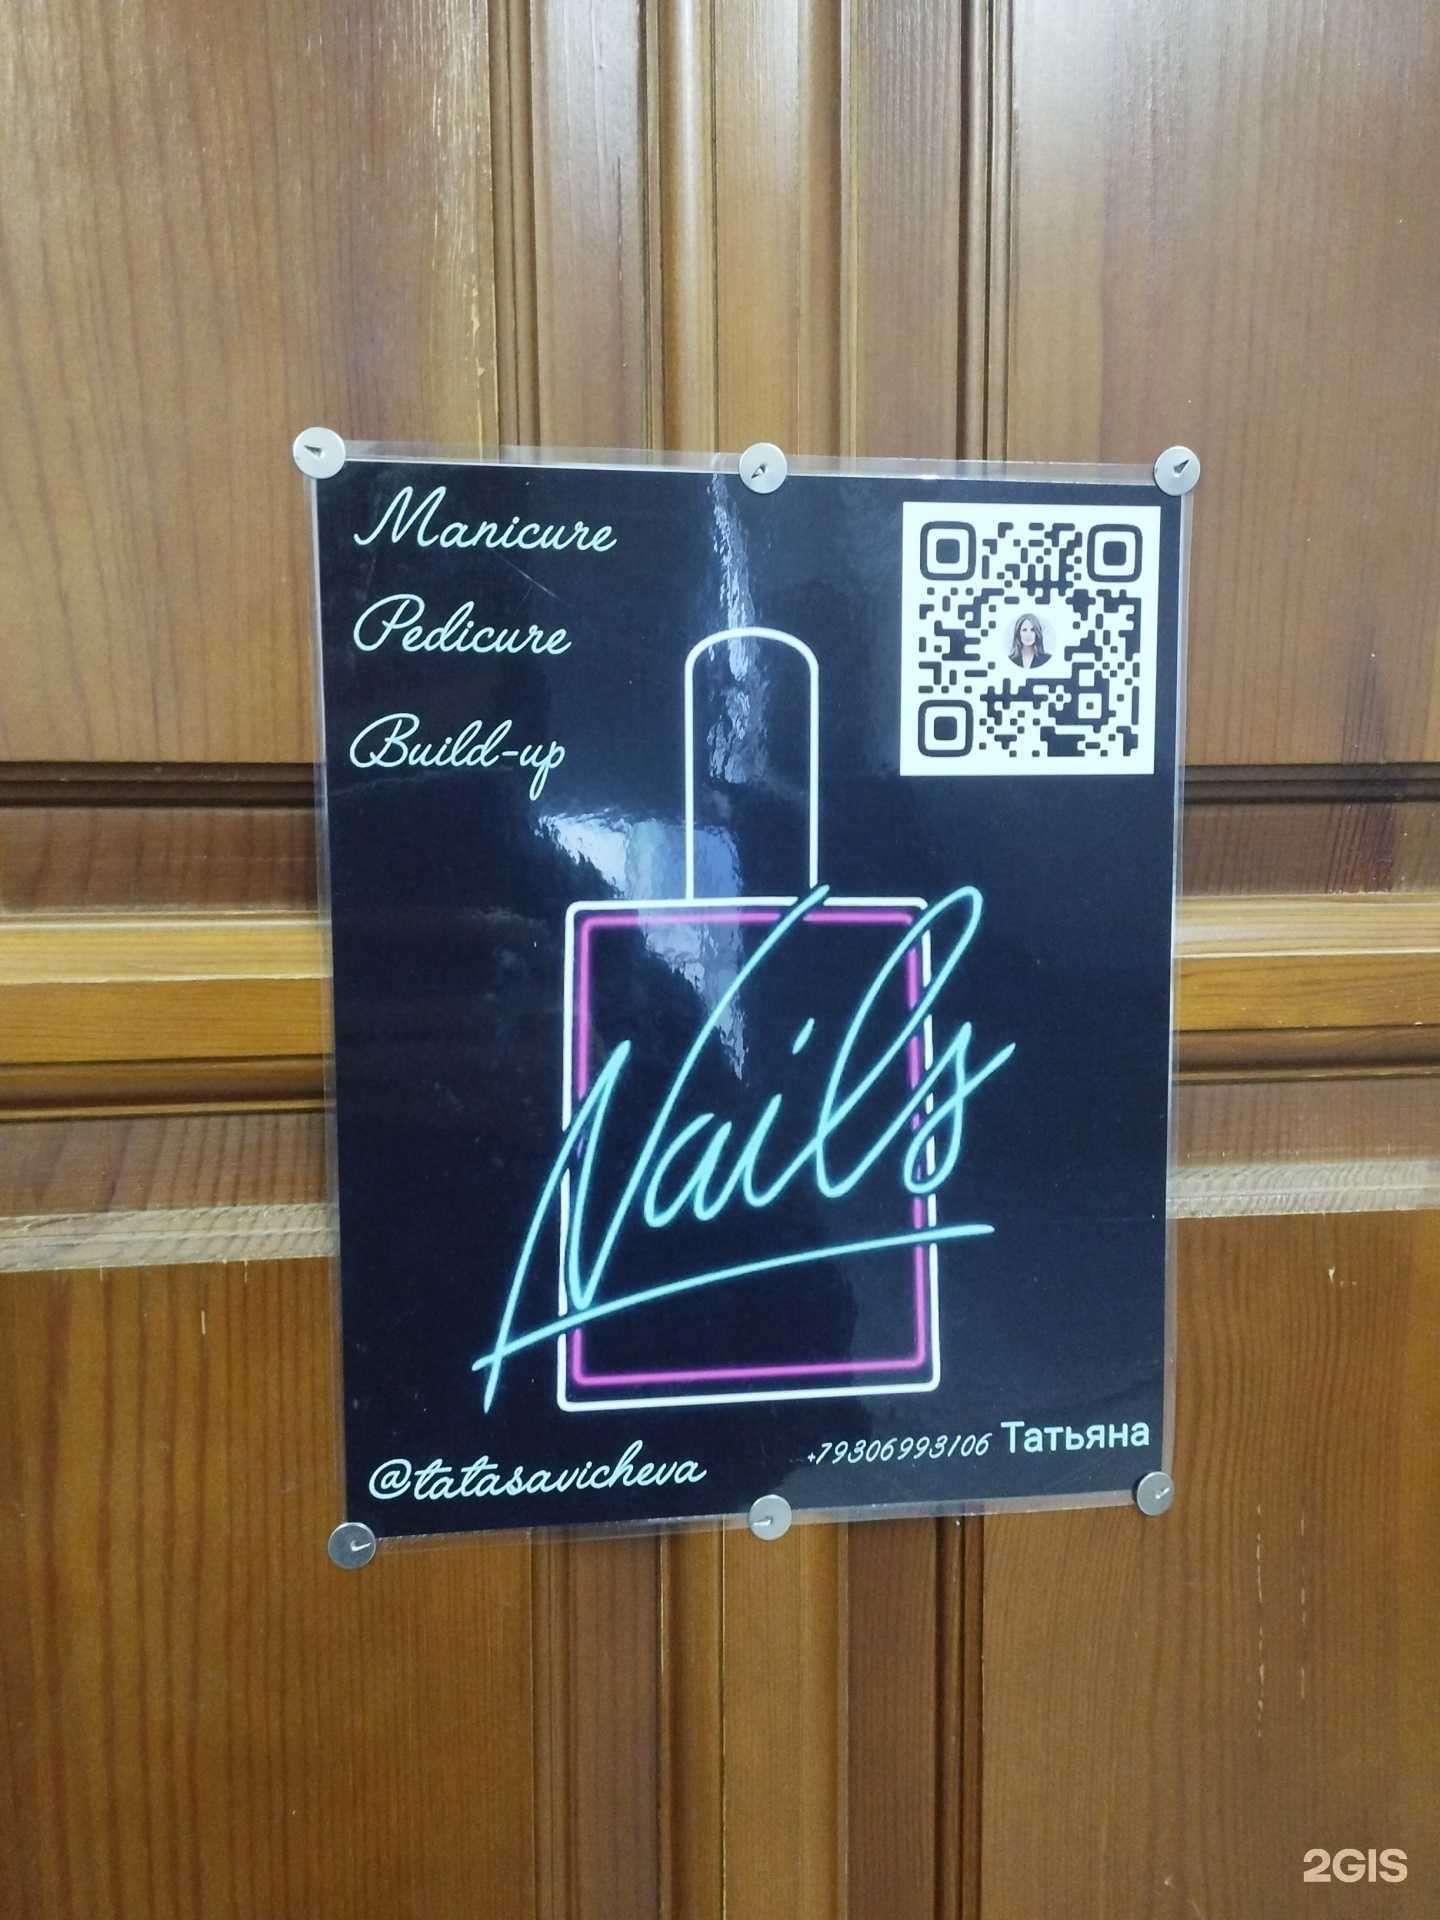 Manicure
Pedicure
Build-up
Nails
@tatasavicheva
+79306993106 Татьяна
2GIS